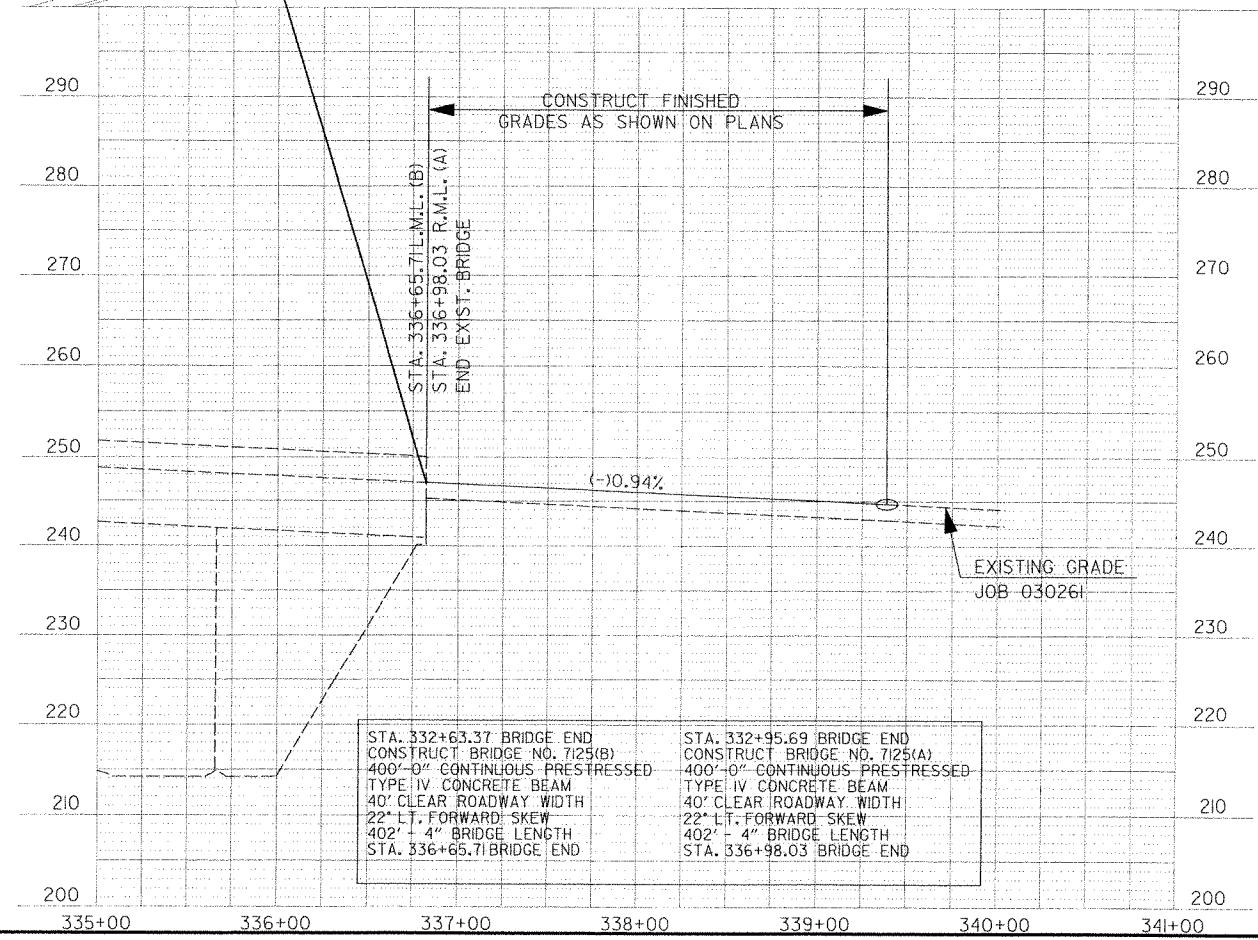 290
290
CONSTRUCT FINISHED
GRADES AS SHOWN ON PLANS
280
280
STA. 336+65.71 L.M.L. (B)
STA. 336+98.03 R.M.L. (A)
END EXIST. BRIDGE
270
270
260
260
250
250
(-)0.94%
240
240
EXISTING GRADE
JOB 030261
230
230
220
220
STA. 332+63.37 BRIDGE END
CONSTRUCT BRIDGE NO. 7125(B)
400'-0" CONTINUOUS PRESTRESSED
TYPE IV CONCRETE BEAM
40' CLEAR ROADWAY WIDTH
22° LT. FORWARD SKEW
402' - 4" BRIDGE LENGTH
STA. 336+65.71 BRIDGE END
STA. 332+95.69 BRIDGE END
CONSTRUCT BRIDGE NO. 7125(A)
400'-0" CONTINUOUS PRESTRESSED
TYPE IV CONCRETE BEAM
40' CLEAR ROADWAY WIDTH
22° LT. FORWARD SKEW
402' - 4" BRIDGE LENGTH
STA. 336+98.03 BRIDGE END
210
210
200
200
335+00
336+00
337+00
338+00
339+00
340+00
341+00